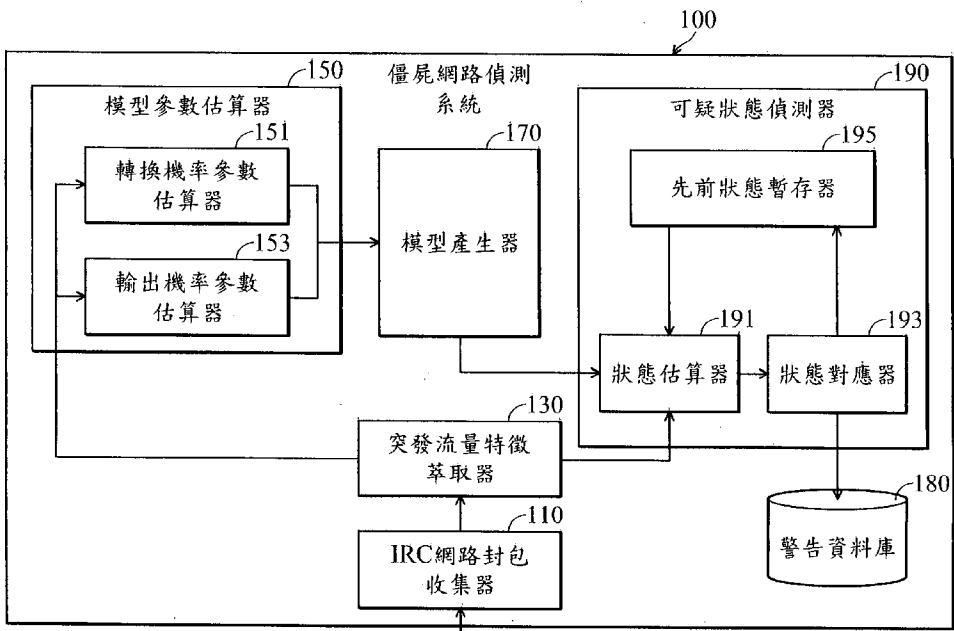 100
150
模型參數估算器
151
轉換機率參數
估算器
153
輸出機率參數
估算器
殭屍網路偵測
系統
170
模型產生器
190
可疑狀態偵測器
195
先前狀態暫存器
191
狀態估算器
193
狀態對應器
130
突發流量特徵
萃取器
110
IRC網路封包
收集器
180
警告資料庫